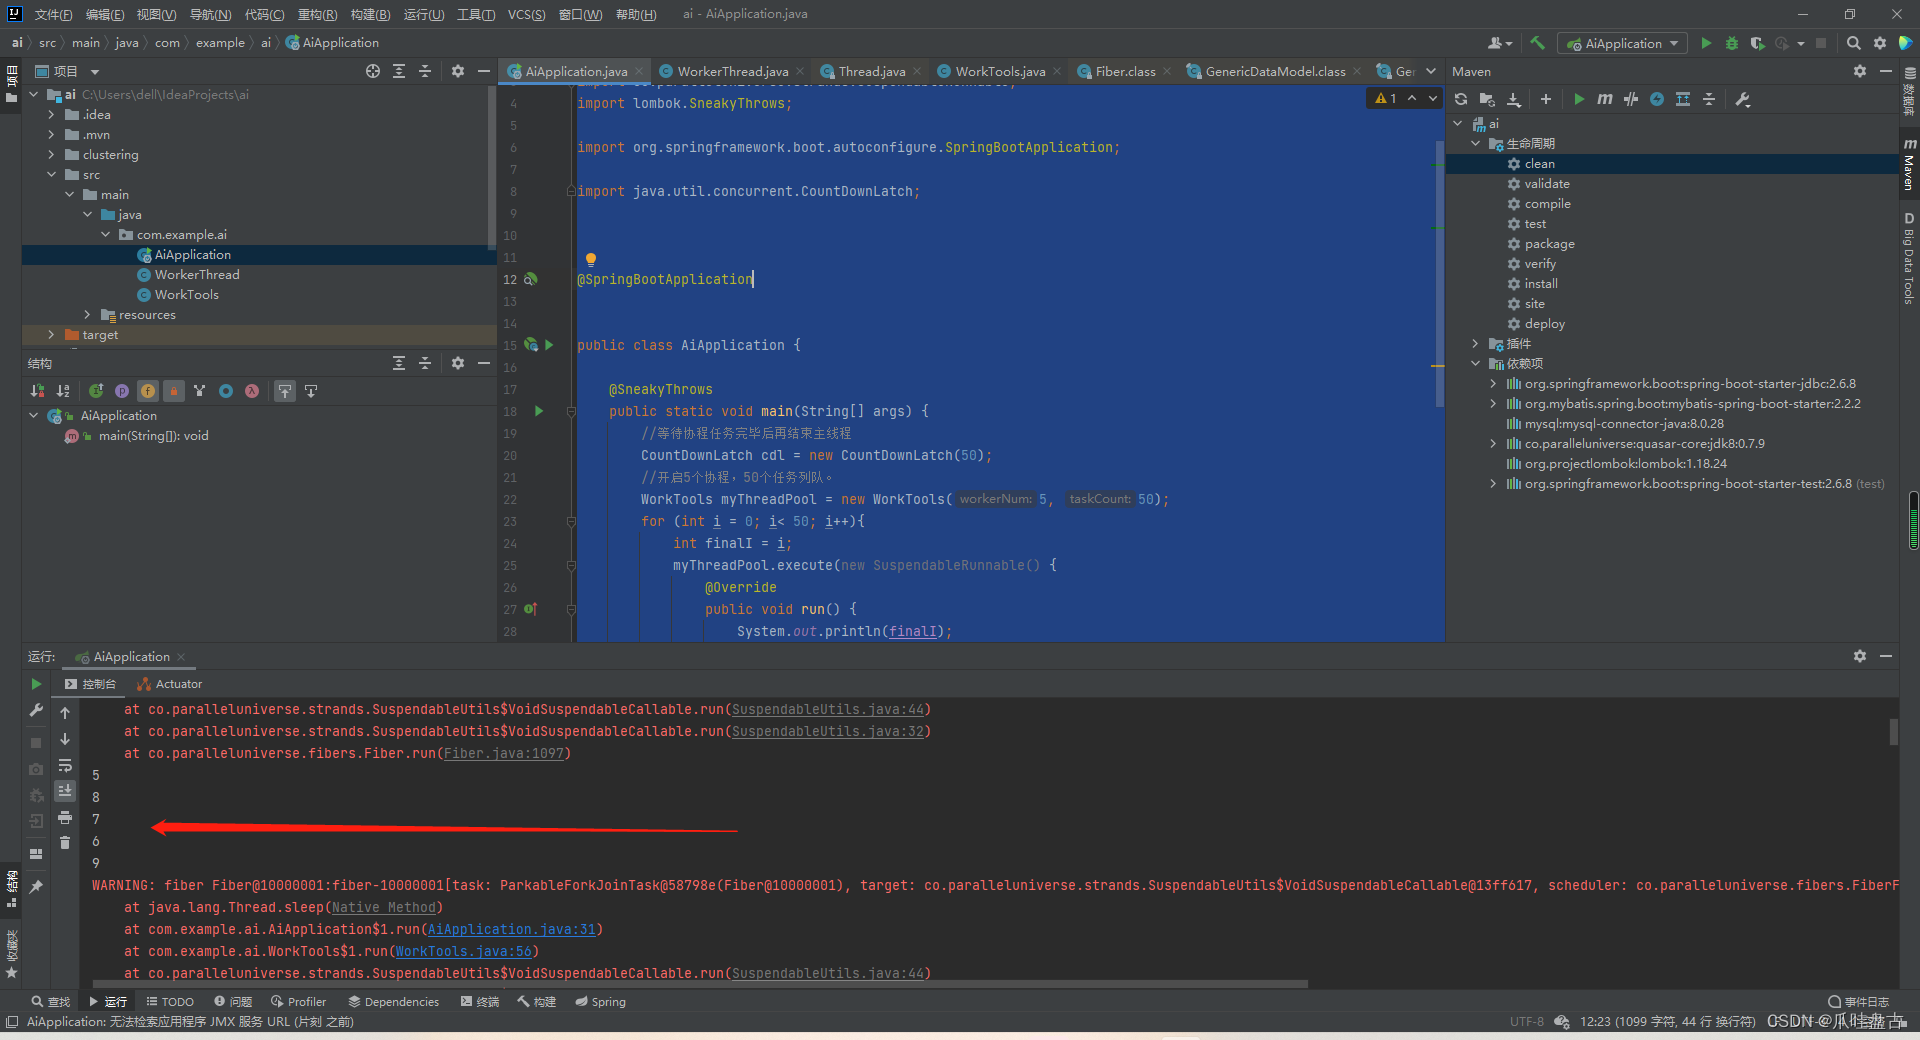 文件(F) 编辑(E) 视图(V) 导航(N) 代码(C) 重构(R) 构建(B) 运行(U) 工具(T) VCS(S) 窗口(W) 帮助(H) ai - AiApplication.java
ai src main java com example ai AiApplication
AiApplication
项目
AiApplication.java WorkerThread.java Thread.java WorkTools.java Fiber.class GenericDataModel.class Ge
Maven
ai C:\Users\dell\IdeaProjects\ai
.idea
.mvn
clustering
src
main
java
com.example.ai
AiApplication
WorkerThread
WorkTools
resources
target
结构
AiApplication
main(String[]): void
1
4 import lombok.SneakyThrows;
5
6 import org.springframework.boot.autoconfigure.SpringBootApplication;
7
8 import java.util.concurrent.CountDownLatch;
9
10
11
12 @SpringBootApplication
13
14
15 public class AiApplication {
16
17 @SneakyThrows
18 public static void main(String[] args) {
19 //等待协程任务完毕后再结束主线程
20 CountDownLatch cdl = new CountDownLatch(50);
21 //开启5个协程，50个任务列队。
22 WorkTools myThreadPool = new WorkTools( workerNum: 5, taskCount: 50);
23 for (int i = 0; i< 50; i++){
24 int finalI = i;
25 myThreadPool.execute(new SuspendableRunnable() {
26 @Override
27 public void run() {
28 System.out.println(finalI);
ai
生命周期
clean
validate
compile
test
package
verify
install
site
deploy
插件
依赖项
org.springframework.boot:spring-boot-starter-jdbc:2.6.8
org.mybatis.spring.boot:mybatis-spring-boot-starter:2.2.2
mysql:mysql-connector-java:8.0.28
co.paralleluniverse:quasar-core:jdk8:0.7.9
org.projectlombok:lombok:1.18.24
org.springframework.boot:spring-boot-starter-test:2.6.8 (test)
项目
数据库
Maven
D Big Data Tools
运行: AiApplication
控制台 Actuator
at co.paralleluniverse.strands.SuspendableUtils$VoidSuspendableCallable.run(SuspendableUtils.java:44)
at co.paralleluniverse.strands.SuspendableUtils$VoidSuspendableCallable.run(SuspendableUtils.java:32)
at co.paralleluniverse.fibers.Fiber.run(Fiber.java:1097)
5
8
7
6
9
WARNING: fiber Fiber@10000001:fiber-10000001[task: ParkableForkJoinTask@58798e(Fiber@10000001), target: co.paralleluniverse.strands.SuspendableUtils$VoidSuspendableCallable@13ff617, scheduler: co.paralleluniverse.fibers.FiberF
at java.lang.Thread.sleep(Native Method)
at com.example.ai.AiApplication$1.run(AiApplication.java:31)
at com.example.ai.WorkTools$1.run(WorkTools.java:56)
at co.paralleluniverse.strands.SuspendableUtils$VoidSuspendableCallable.run(SuspendableUtils.java:44)
结构
收藏夹
查找 运行 TODO 问题 Profiler Dependencies 终端 构建 Spring 事件日志
AiApplication: 无法检索应用程序 JMX 服务 URL (片刻 之前) UTF-8 12:23 (1099 字符, 44 行 换行符)
CSDN @爪哇盘古